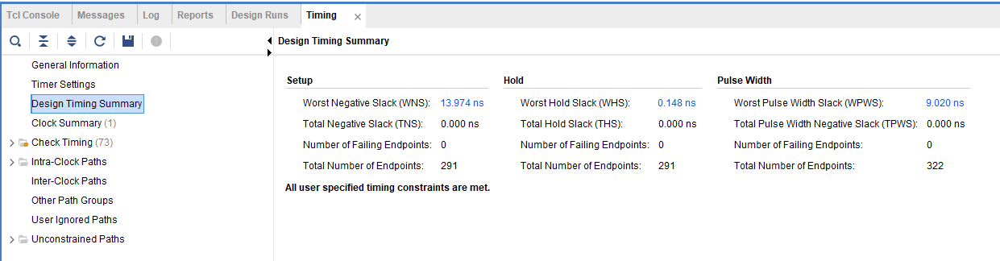 Tcl Console Messages Log Reports Design Runs Timing
Design Timing Summary
General Information
Timer Settings
Design Timing Summary
Clock Summary (1)
Check Timing (73)
Intra-Clock Paths
Inter-Clock Paths
Other Path Groups
User Ignored Paths
Unconstrained Paths
Setup
Worst Negative Slack (WNS): 13.974 ns
Total Negative Slack (TNS): 0.000 ns
Number of Failing Endpoints: 0
Total Number of Endpoints: 291
Hold
Worst Hold Slack (WHS): 0.148 ns
Total Hold Slack (THS): 0.000 ns
Number of Failing Endpoints: 0
Total Number of Endpoints: 291
Pulse Width
Worst Pulse Width Slack (WPWS): 9.020 ns
Total Pulse Width Negative Slack (TPWS): 0.000 ns
Number of Failing Endpoints: 0
Total Number of Endpoints: 322
All user specified timing constraints are met.